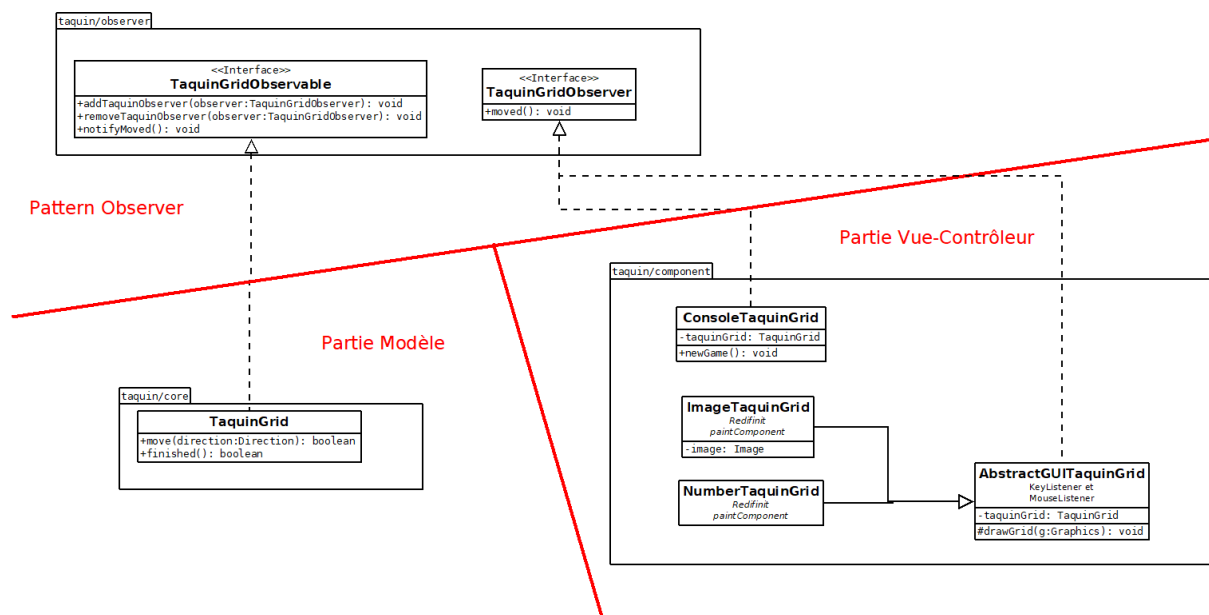 taquin/observer
<<Interface>>
TaquinGridObservable
+addTaquinObserver(observer:TaquinGridObserver): void
+removeTaquinObserver(observer:TaquinGridObserver): void
+notifyMoved(): void
<<Interface>>
TaquinGridObserver
+moved(): void
Pattern Observer
Partie Vue-Contrôleur
Partie Modèle
taquin/core
TaquinGrid
+move(direction:Direction): boolean
+finished(): boolean
taquin/component
ConsoleTaquinGrid
-taquinGrid: TaquinGrid
+newGame(): void
ImageTaquinGrid
Redifinit
paintComponent
-image: Image
NumberTaquinGrid
Redifinit
paintComponent
AbstractGUITaquinGrid
KeyListener et
MouseListener
-taquinGrid: TaquinGrid
#drawGrid(g:Graphics): void